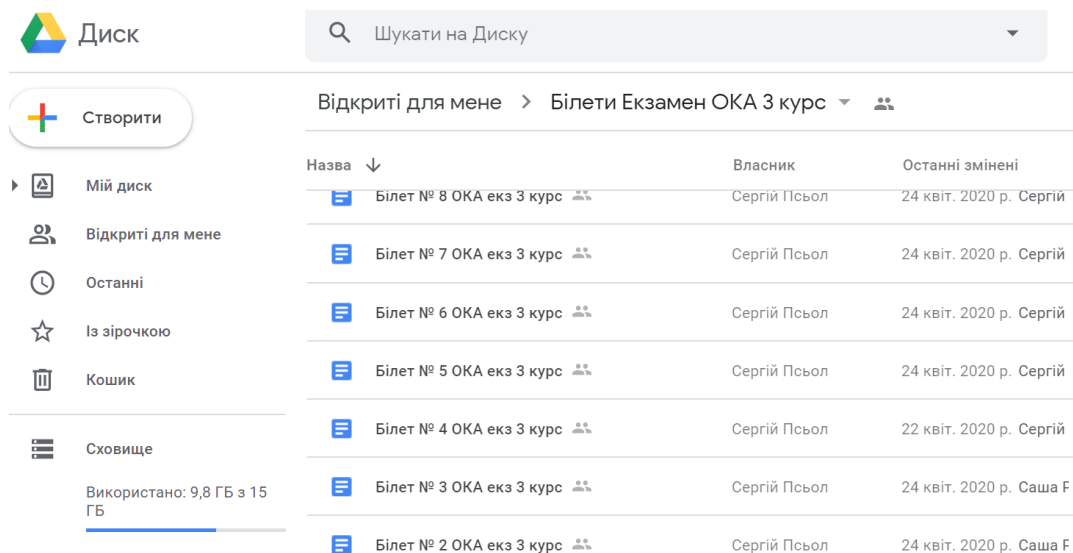 Диск
Шукати на Диску
Створити
Мій диск
Відкриті для мене
Останні
Із зірочкою
Кошик
Сховище
Використано: 9,8 ГБ з 15
ГБ
Відкриті для мене > Білети Екзамен ОКА 3 курс
Назва ↓ Власник Останні змінені
Білет № 8 ОКА екз 3 курс Сергій Псьол 24 квіт. 2020 р. Сергій
Білет № 7 ОКА екз 3 курс Сергій Псьол 24 квіт. 2020 р. Сергій
Білет № 6 ОКА екз 3 курс Сергій Псьол 24 квіт. 2020 р. Сергій
Білет № 5 ОКА екз 3 курс Сергій Псьол 24 квіт. 2020 р. Сергій
Білет № 4 ОКА екз 3 курс Сергій Псьол 22 квіт. 2020 р. Сергій
Білет № 3 ОКА екз 3 курс Сергій Псьол 24 квіт. 2020 р. Саша
Білет № 2 ОКА екз 3 курс Сергій Псьол 24 квіт. 2020 р. Саша